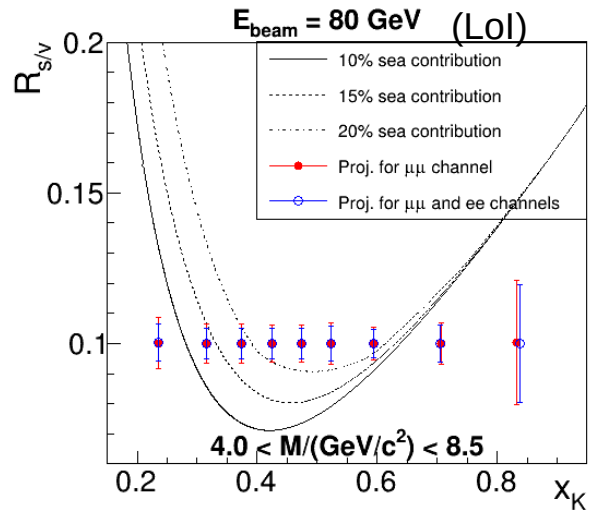 E_beam = 80 GeV (LoI)
R_s/v
0.2
0.15
0.1
10% sea contribution
15% sea contribution
20% sea contribution
Proj. for μμ channel
Proj. for μμ and ee channels
4.0 < M/(GeV/c²) < 8.5
0.2 0.4 0.6 0.8
x_K